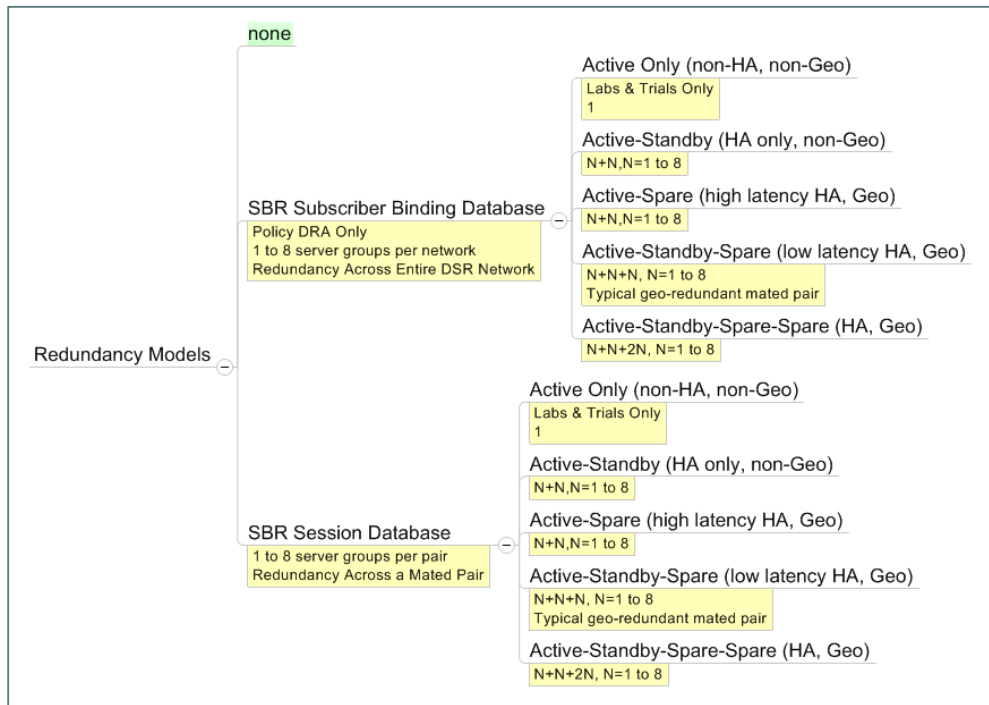 none
Active Only (non-HA, non-Geo)
Labs & Trials Only
1
Active-Standby (HA only, non-Geo)
N+N,N=1 to 8
Active-Spare (high latency HA, Geo)
N+N,N=1 to 8
SBR Subscriber Binding Database
Policy DRA Only
1 to 8 server groups per network
Redundancy Across Entire DSR Network
Active-Standby-Spare (low latency HA, Geo)
N+N+N, N=1 to 8
Typical geo-redundant mated pair
Active-Standby-Spare-Spare (HA, Geo)
N+N+2N, N=1 to 8
Redundancy Models
Active Only (non-HA, non-Geo)
Labs & Trials Only
1
Active-Standby (HA only, non-Geo)
N+N,N=1 to 8
Active-Spare (high latency HA, Geo)
N+N,N=1 to 8
SBR Session Database
1 to 8 server groups per pair
Redundancy Across a Mated Pair
Active-Standby-Spare (low latency HA, Geo)
N+N+N, N=1 to 8
Typical geo-redundant mated pair
Active-Standby-Spare-Spare (HA, Geo)
N+N+2N, N=1 to 8